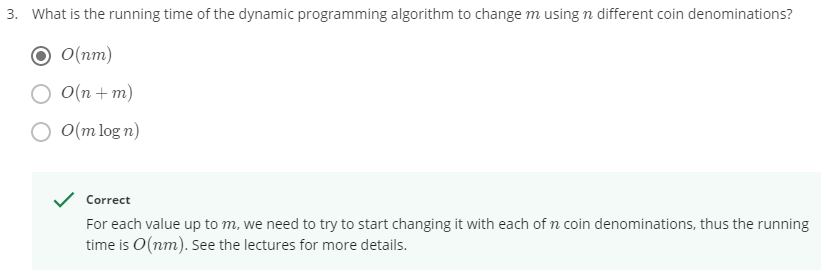 3. What is the running time of the dynamic programming algorithm to change m using n different coin denominations?
O(nm)
O(n + m)
O(m log n)
Correct
For each value up to m, we need to try to start changing it with each of n coin denominations, thus the running
time is O(nm). See the lectures for more details.